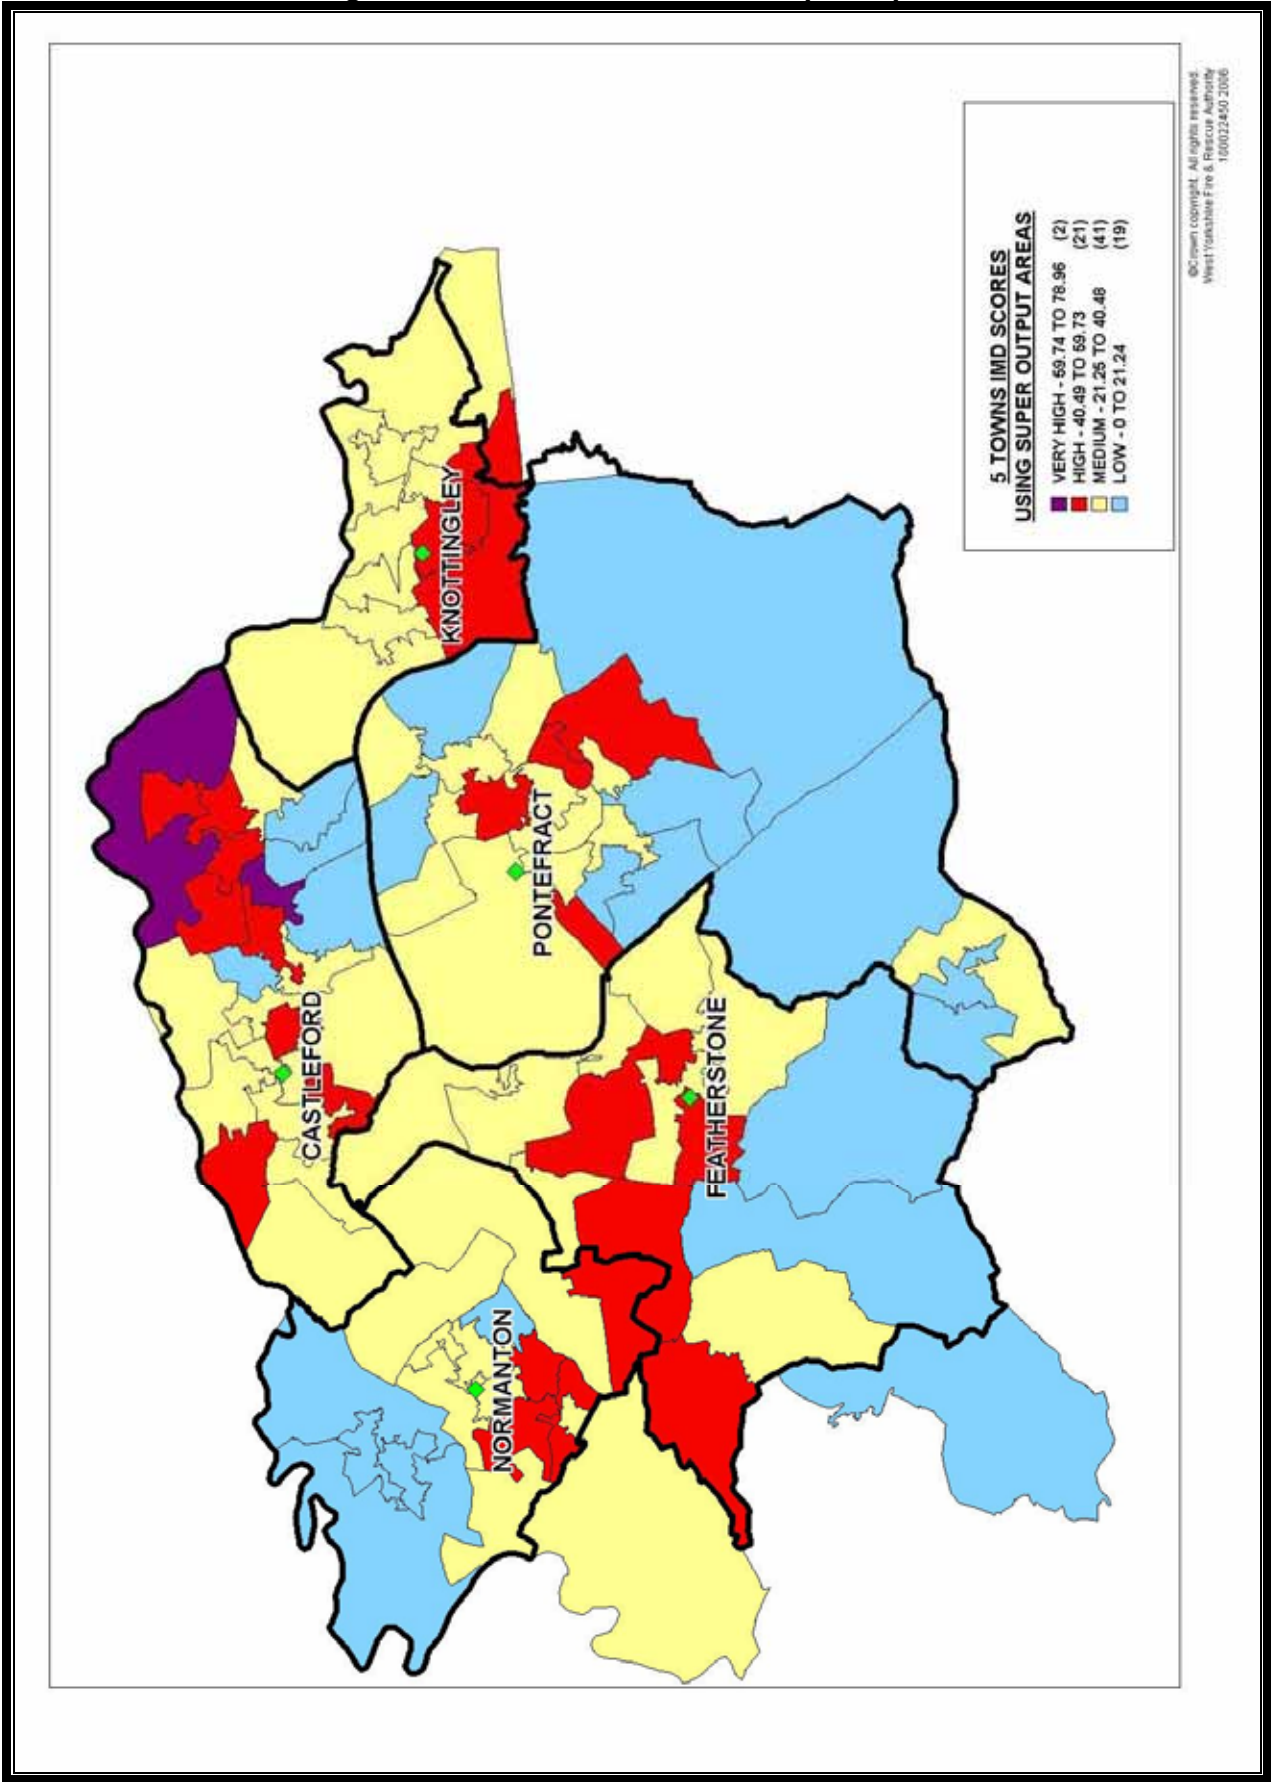 5 TOWNS IMD SCORES
USING SUPER OUTPUT AREAS
VERY HIGH - 59.74 TO 78.96 (2)
HIGH - 40.49 TO 59.73 (21)
MEDIUM - 21.25 TO 40.48 (41)
LOW - 0 TO 21.24 (19)
©Crown copyright. All rights reserved.
West Yorkshire Fire & Rescue Authority
100022450 2006
KNOTTINGLEY
PONTEFRACT
CASTLEFORD
FEATHERSTONE
NORMANTON